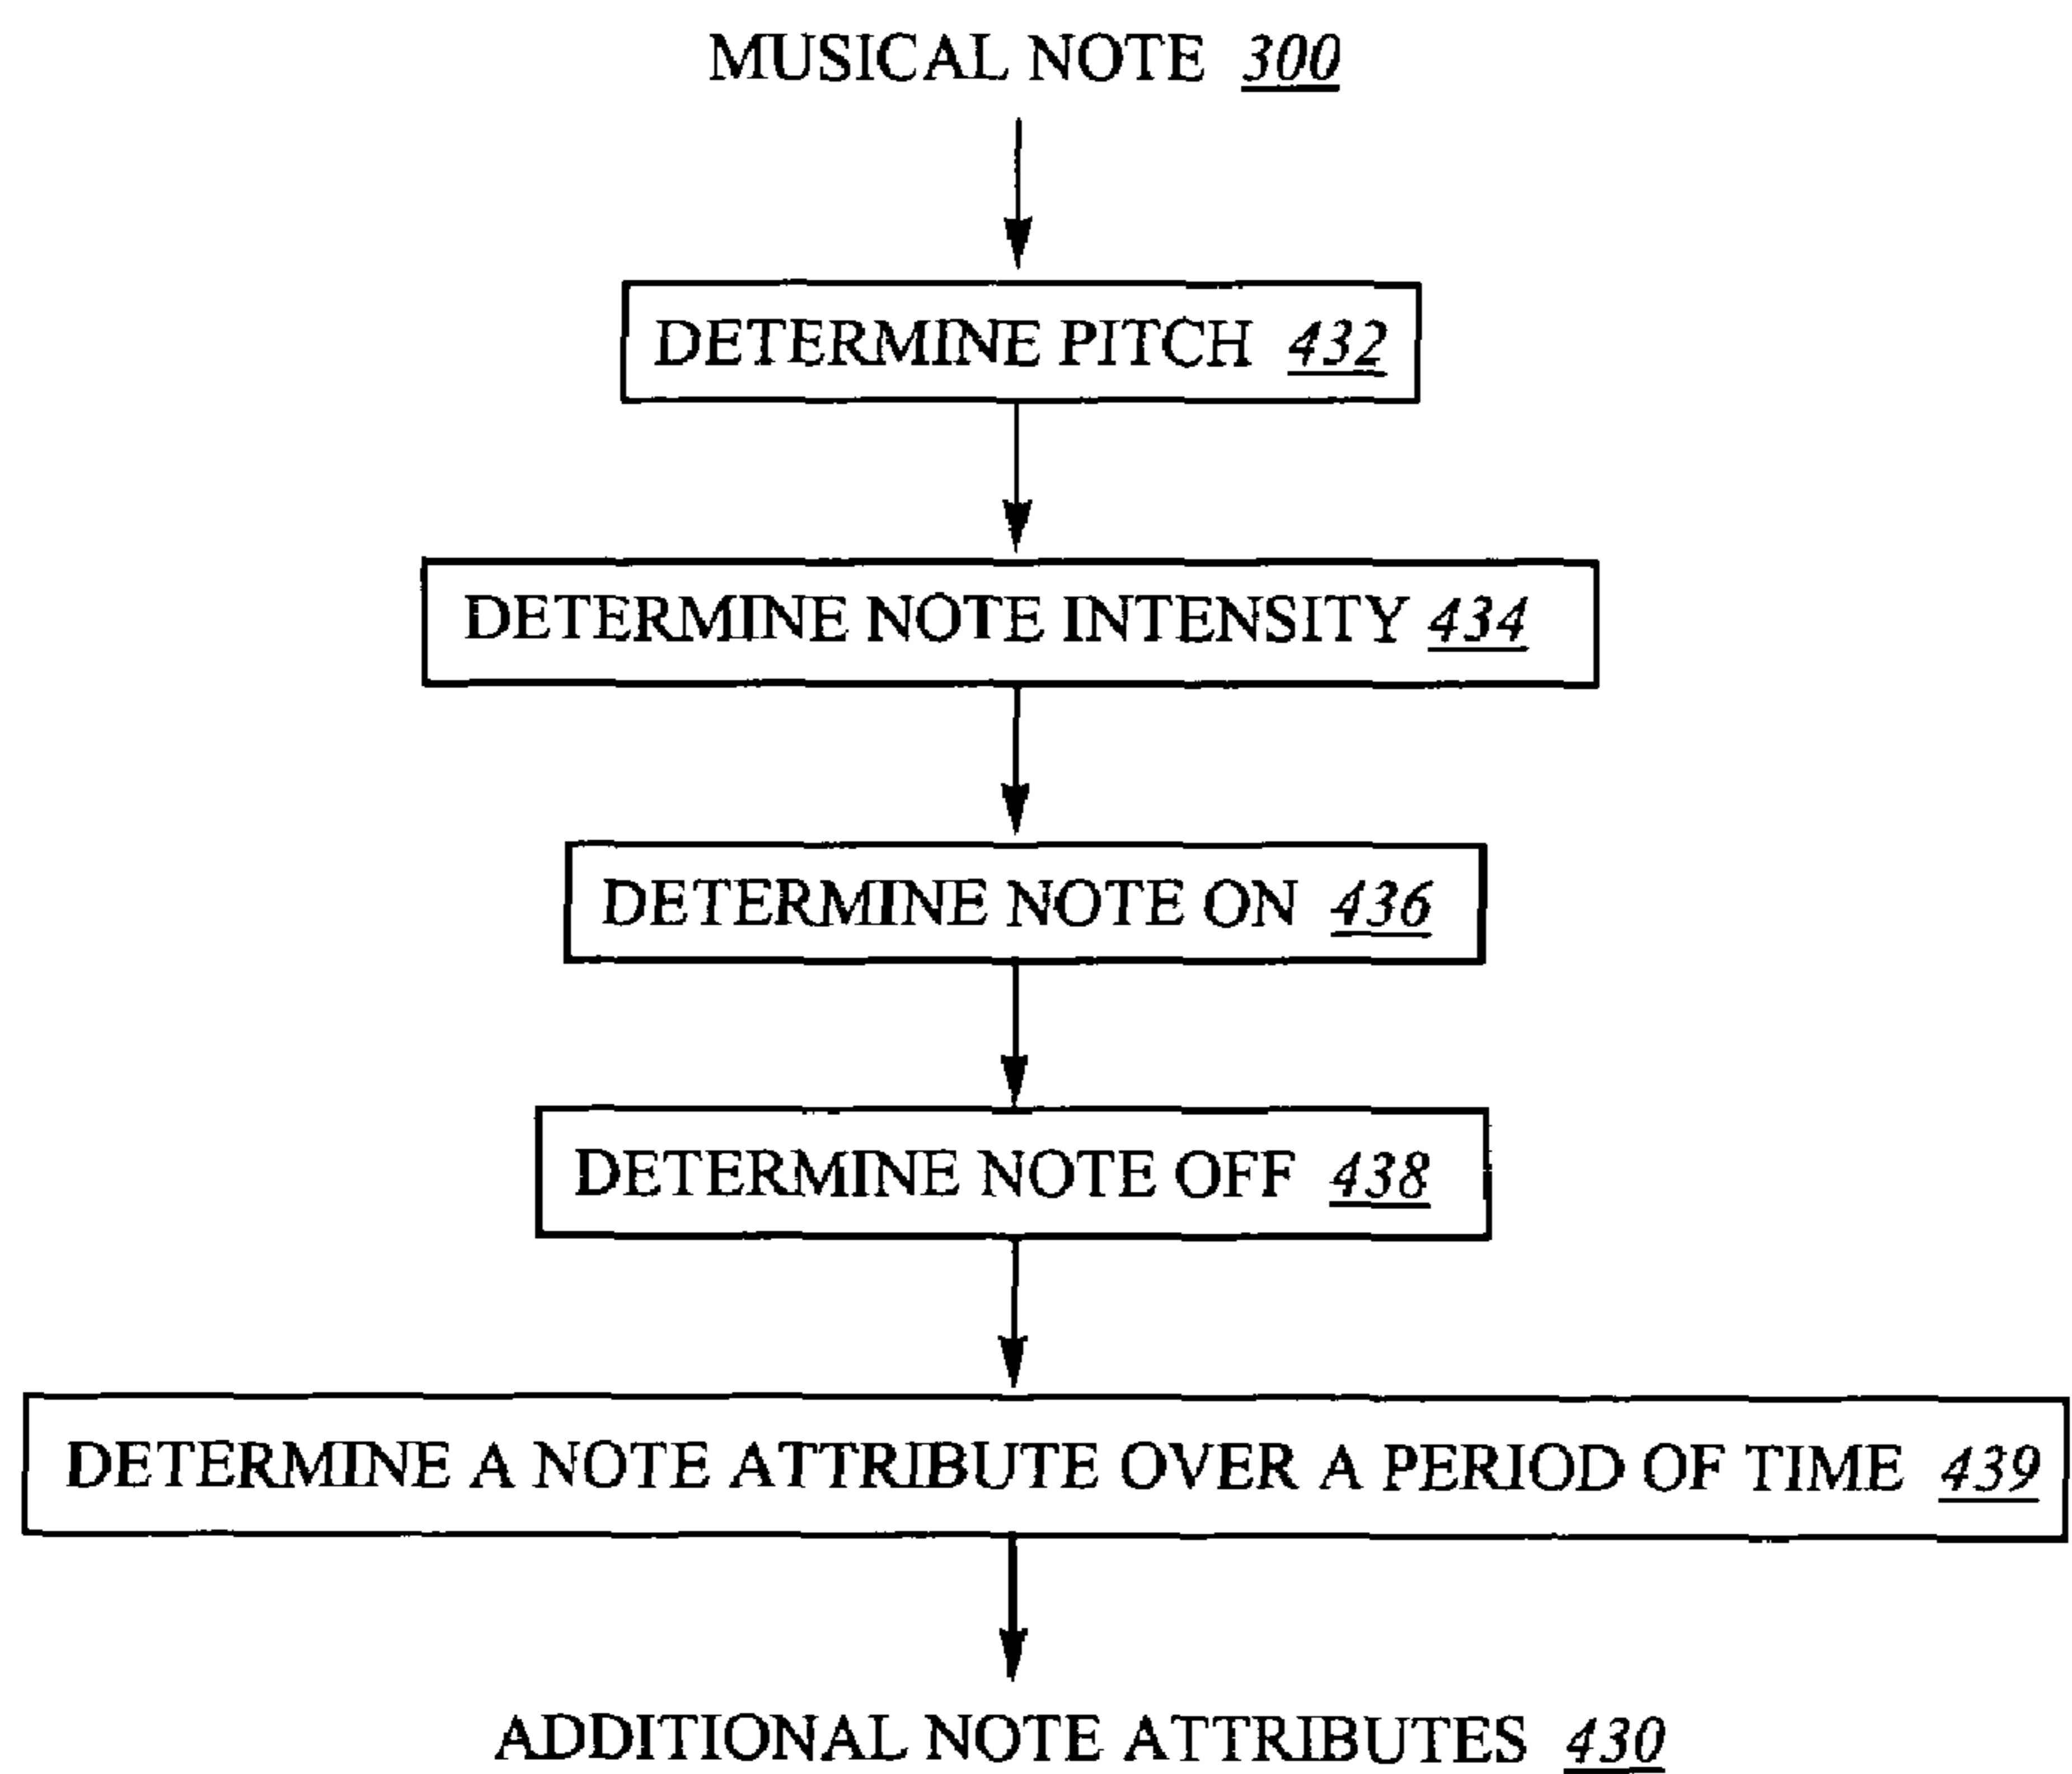 MUSICAL NOTE 300
DETERMINE PITCH 432
DETERMINE NOTE INTENSITY 434
DETERMINE NOTE ON 436
DETERMINE NOTE OFF 438
DETERMINE A NOTE ATTRIBUTE OVER A PERIOD OF TIME 439
ADDITIONAL NOTE ATTRIBUTES 430